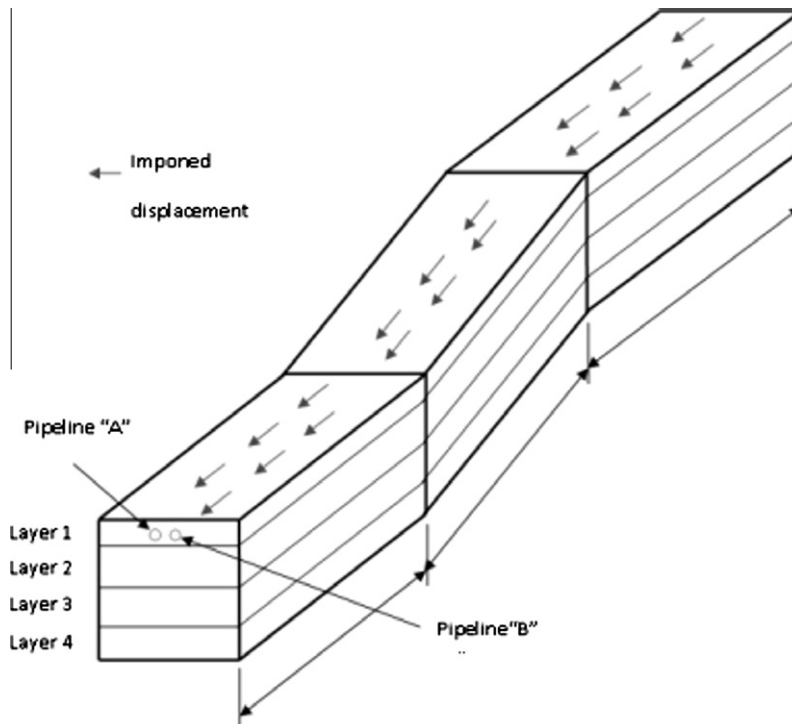 Imponed
displacement
Pipeline "A"
Layer 1
Layer 2
Layer 3
Layer 4
Pipeline"B"